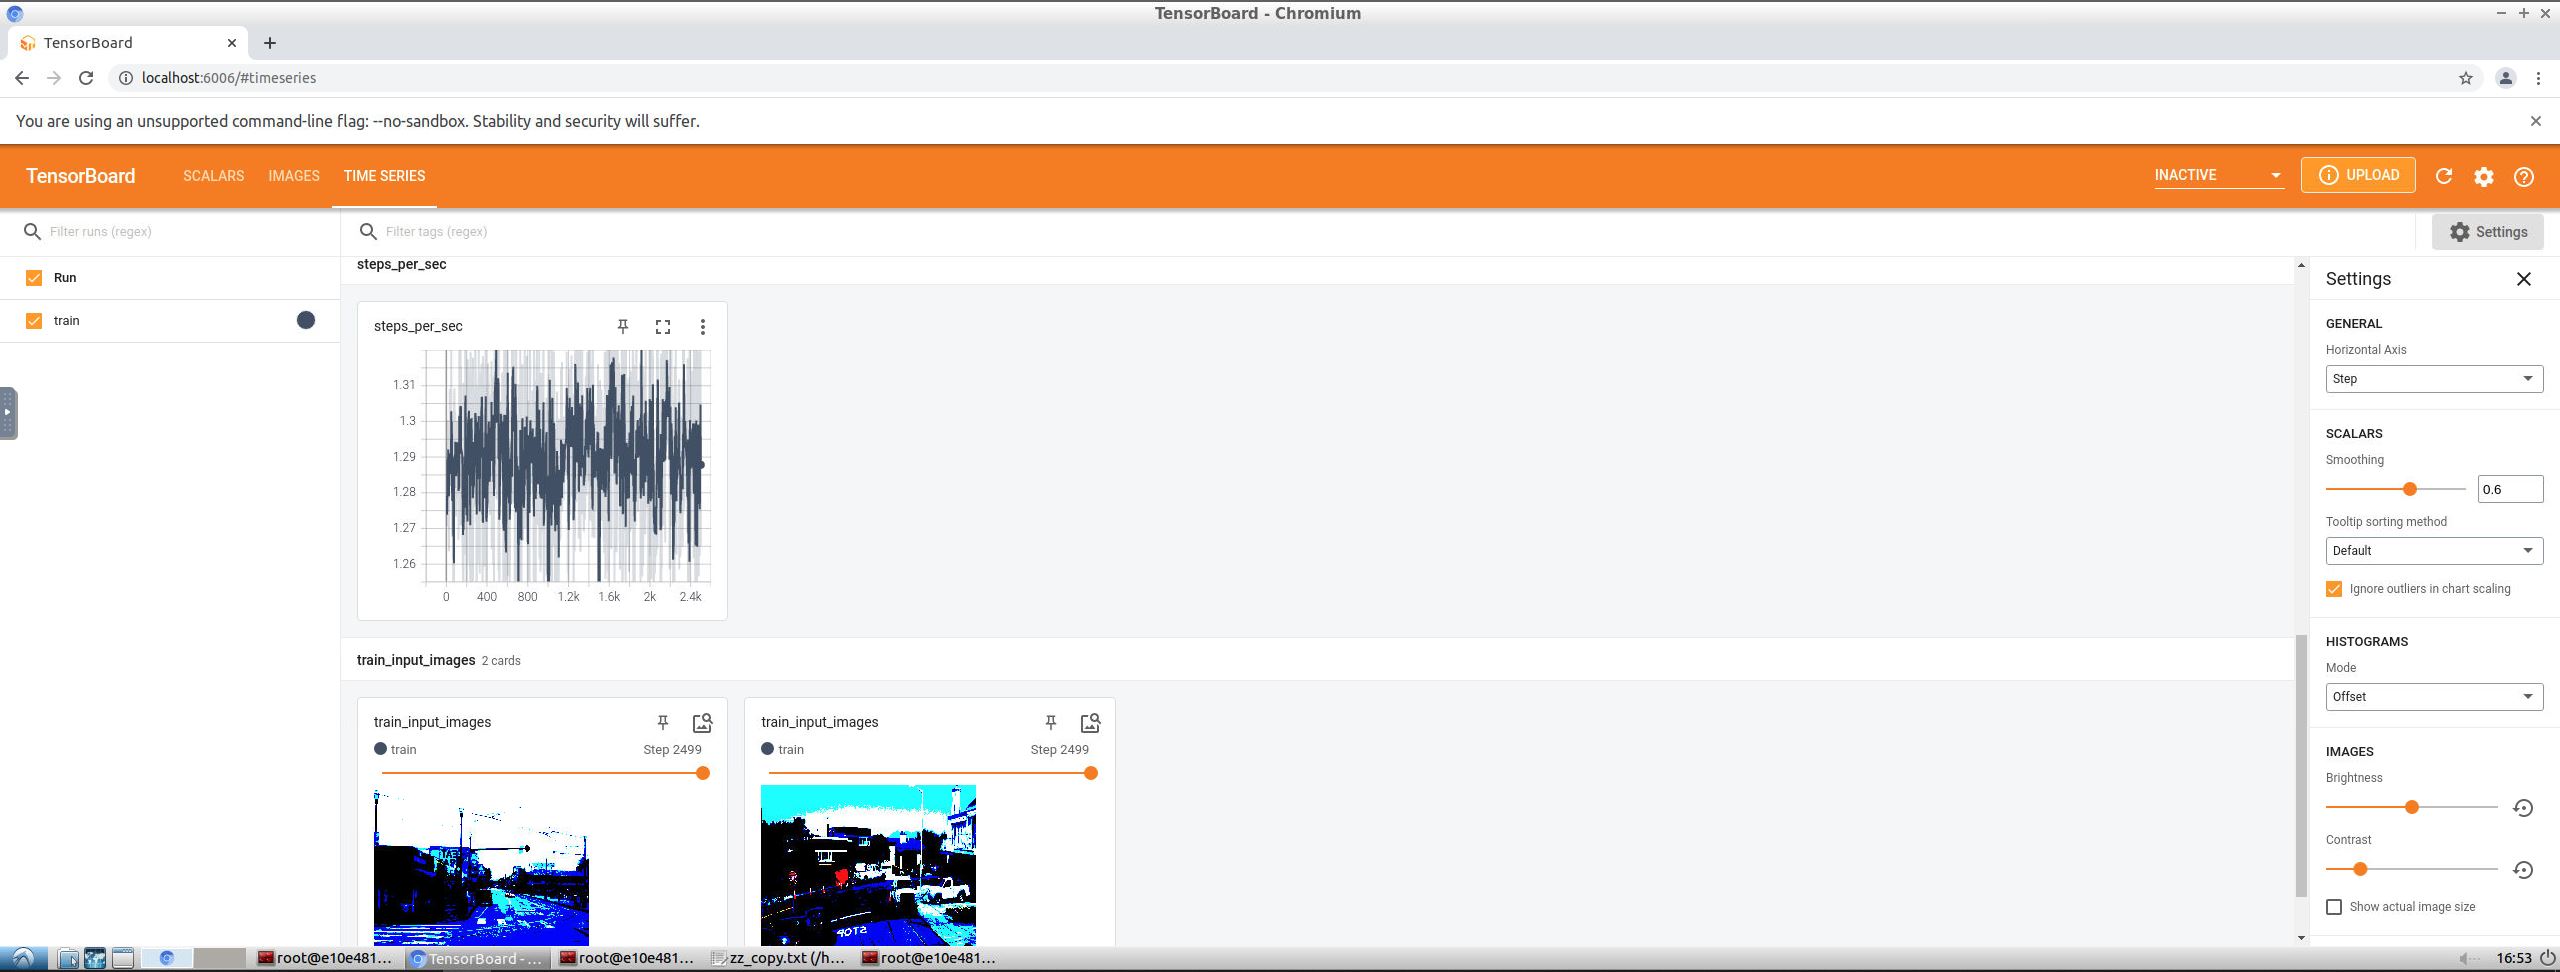 TensorBoard - Chromium
TensorBoard
localhost:6006/#timeseries
You are using an unsupported command-line flag: --no-sandbox. Stability and security will suffer.
TensorBoard SCALARS IMAGES TIME SERIES INACTIVE UPLOAD
Filter runs (regex)
Filter tags (regex)
Settings
Run
train
steps_per_sec
steps_per_sec
1.31
1.3
1.29
1.28
1.27
1.26
0 400 800 1.2k 1.6k 2k 2.4k
train_input_images 2 cards
train_input_images
train Step 2499
train_input_images
train Step 2499
STOP
Settings
GENERAL
Horizontal Axis
Step
SCALARS
Smoothing
0.6
Tooltip sorting method
Default
Ignore outliers in chart scaling
HISTOGRAMS
Mode
Offset
IMAGES
Brightness
Contrast
Show actual image size
root@e10e481... TensorBoard - ... root@e10e481... zz_copy.txt (/h... root@e10e481... 16:53